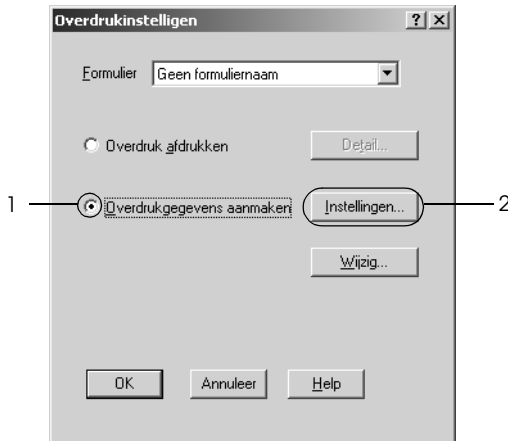 Overdrukinstelligen
Formulier Geen formuliernaam
Overdruk afdrukken Detail...
1 Overdrukgegevens aanmaken Instellingen... 2
Wijzig...
OK Annuleer Help